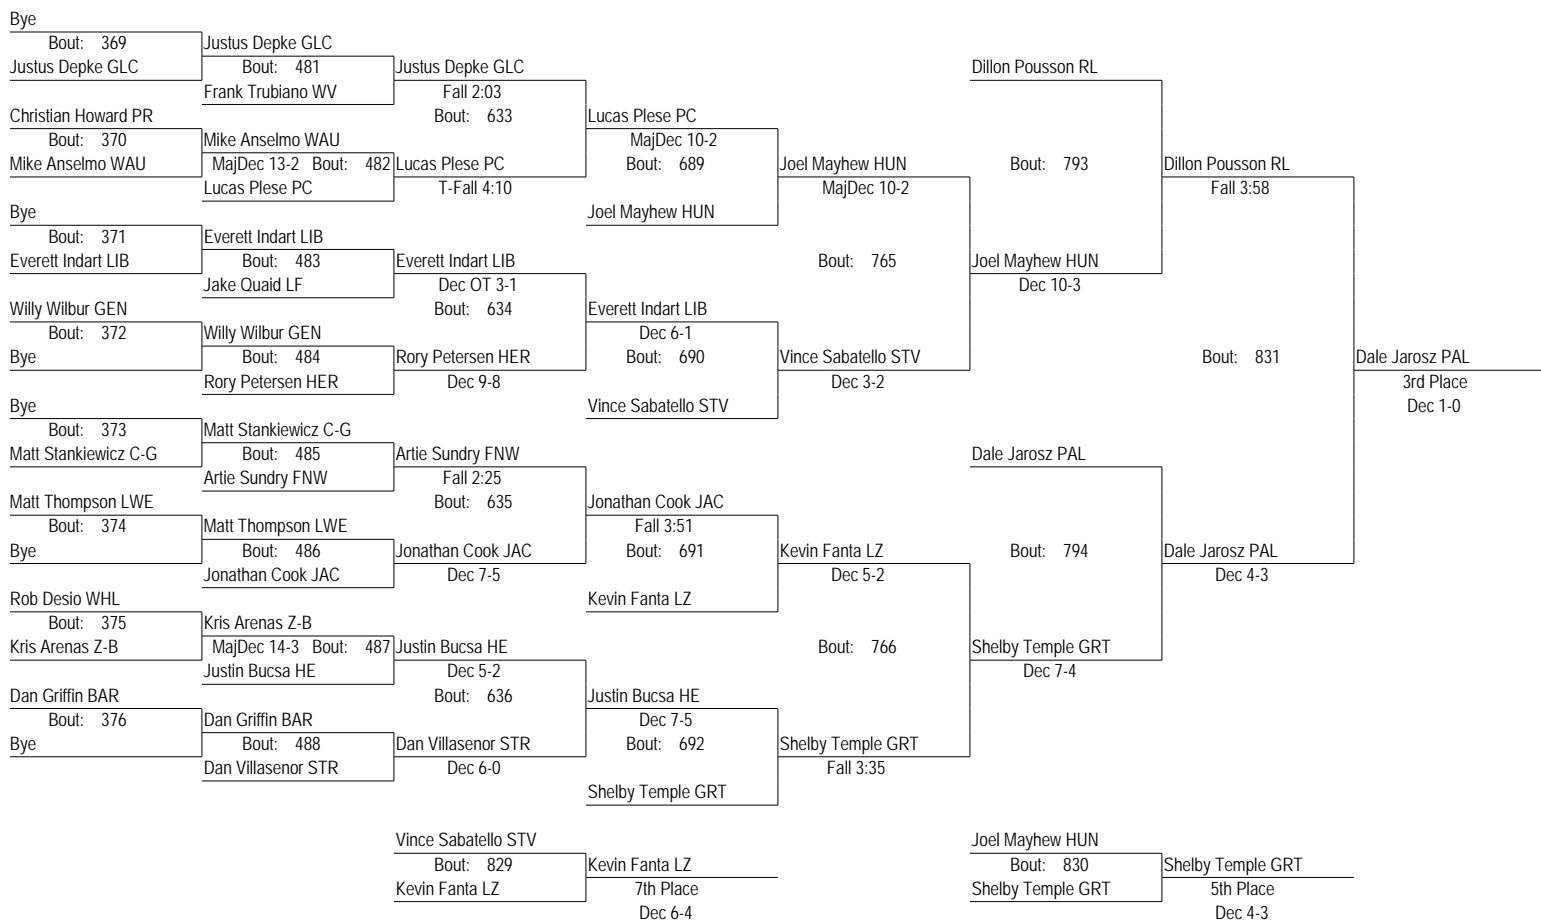 Bye
Bout: 369 Justus Depke GLC
Justus Depke GLC Bout: 481 Justus Depke GLC Dillon Pousson RL
Frank Trubiano WV Fall 2:03
Christian Howard PR Bout: 633 Lucas Plese PC
Bout: 370 Mike Anselmo WAU MajDec 10-2
Mike Anselmo WAU MajDec 13-2 Bout: 482 Lucas Plese PC Bout: 689 Joel Mayhew HUN Bout: 793 Dillon Pousson RL
Lucas Plese PC T-Fall 4:10 MajDec 10-2 Fall 3:58
Bye Joel Mayhew HUN
Bout: 371 Everett Indart LIB
Everett Indart LIB Bout: 483 Everett Indart LIB Bout: 765 Joel Mayhew HUN
Jake Quaid LF Dec OT 3-1 Dec 10-3
Willy Wilbur GEN Bout: 634 Everett Indart LIB
Bout: 372 Willy Wilbur GEN Dec 6-1
Bye Bout: 484 Rory Petersen HER Bout: 690 Vince Sabatello STV Bout: 831 Dale Jarosz PAL
Rory Petersen HER Dec 9-8 Dec 3-2 3rd Place
Bye Vince Sabatello STV Dec 1-0
Bout: 373 Matt Stankiewicz C-G
Matt Stankiewicz C-G Bout: 485 Artie Sundry FNW Dale Jarosz PAL
Artie Sundry FNW Fall 2:25
Matt Thompson LWE Bout: 635 Jonathan Cook JAC
Bout: 374 Matt Thompson LWE Fall 3:51
Bye Bout: 486 Jonathan Cook JAC Bout: 691 Kevin Fanta LZ Bout: 794 Dale Jarosz PAL
Jonathan Cook JAC Dec 7-5 Dec 5-2 Dec 4-3
Rob Desio WHL Kevin Fanta LZ
Bout: 375 Kris Arenas Z-B
Kris Arenas Z-B MajDec 14-3 Bout: 487 Justin Bucsa HE Bout: 766 Shelby Temple GRT
Justin Bucsa HE Dec 5-2 Dec 7-4
Dan Griffin BAR Bout: 636 Justin Bucsa HE
Bout: 376 Dan Griffin BAR Dec 7-5
Bye Bout: 488 Dan Villasenor STR Bout: 692 Shelby Temple GRT
Dan Villasenor STR Dec 6-0 Fall 3:35
Shelby Temple GRT
Vince Sabatello STV Joel Mayhew HUN
Bout: 829 Kevin Fanta LZ Bout: 830 Shelby Temple GRT
Kevin Fanta LZ 7th Place Shelby Temple GRT 5th Place
Dec 6-4 Dec 4-3